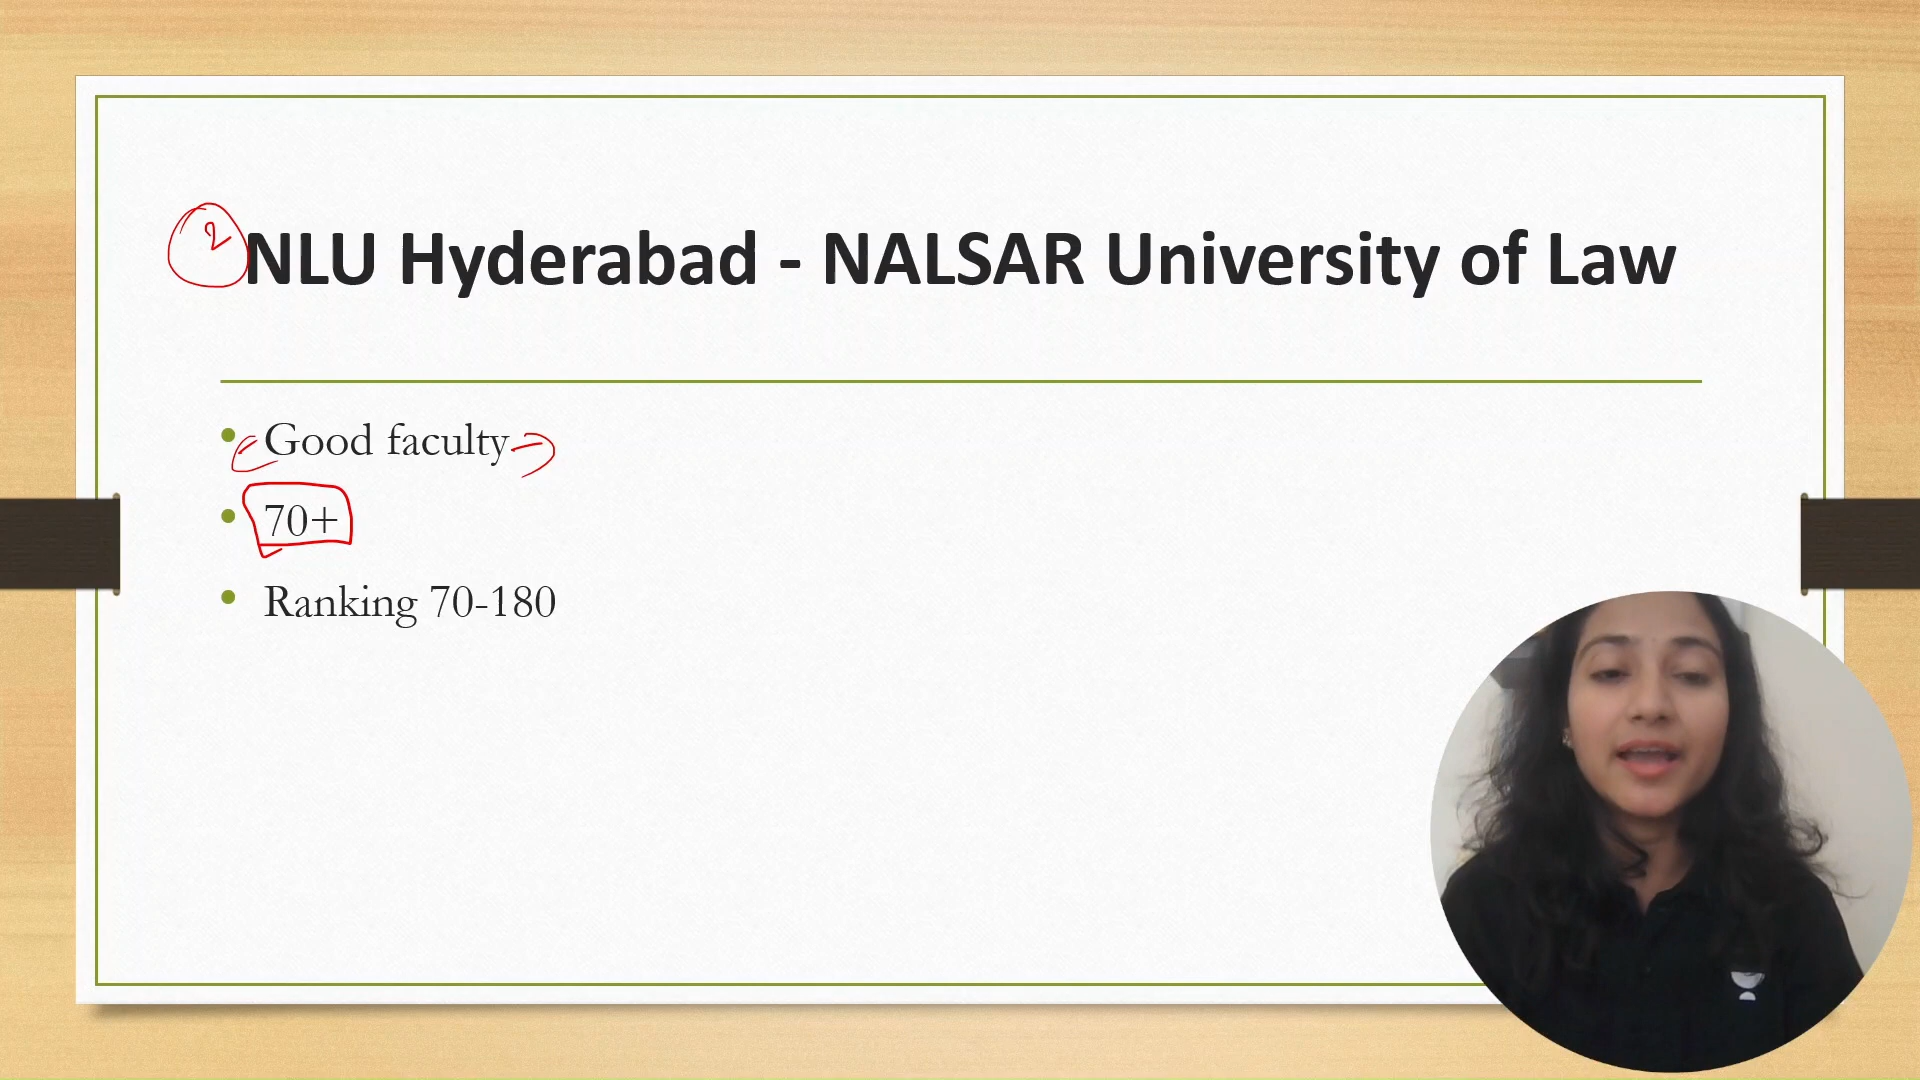 2
NLU Hyderabad - NALSAR University of Law
• Good faculty
• 70+
• Ranking 70-180